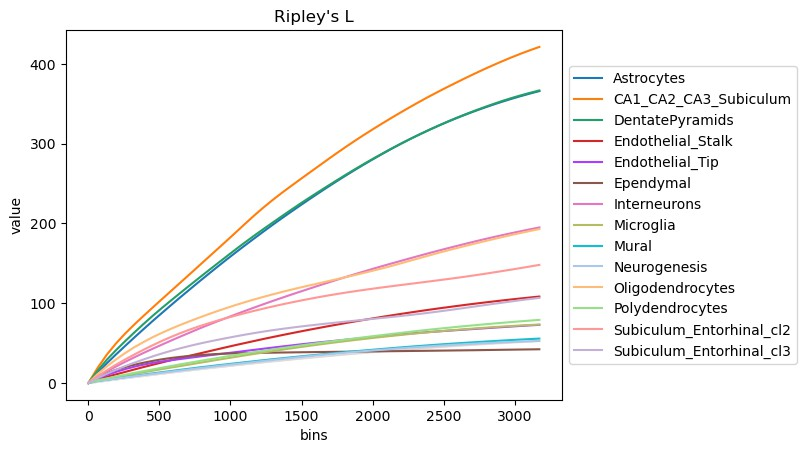 Ripley's L
value
400
300
200
100
0
0 500 1000 1500 2000 2500 3000
bins
Astrocytes
CA1_CA2_CA3_Subiculum
DentatePyramids
Endothelial_Stalk
Endothelial_Tip
Ependymal
Interneurons
Microglia
Mural
Neurogenesis
Oligodendrocytes
Polydendrocytes
Subiculum_Entorhinal_cl2
Subiculum_Entorhinal_cl3